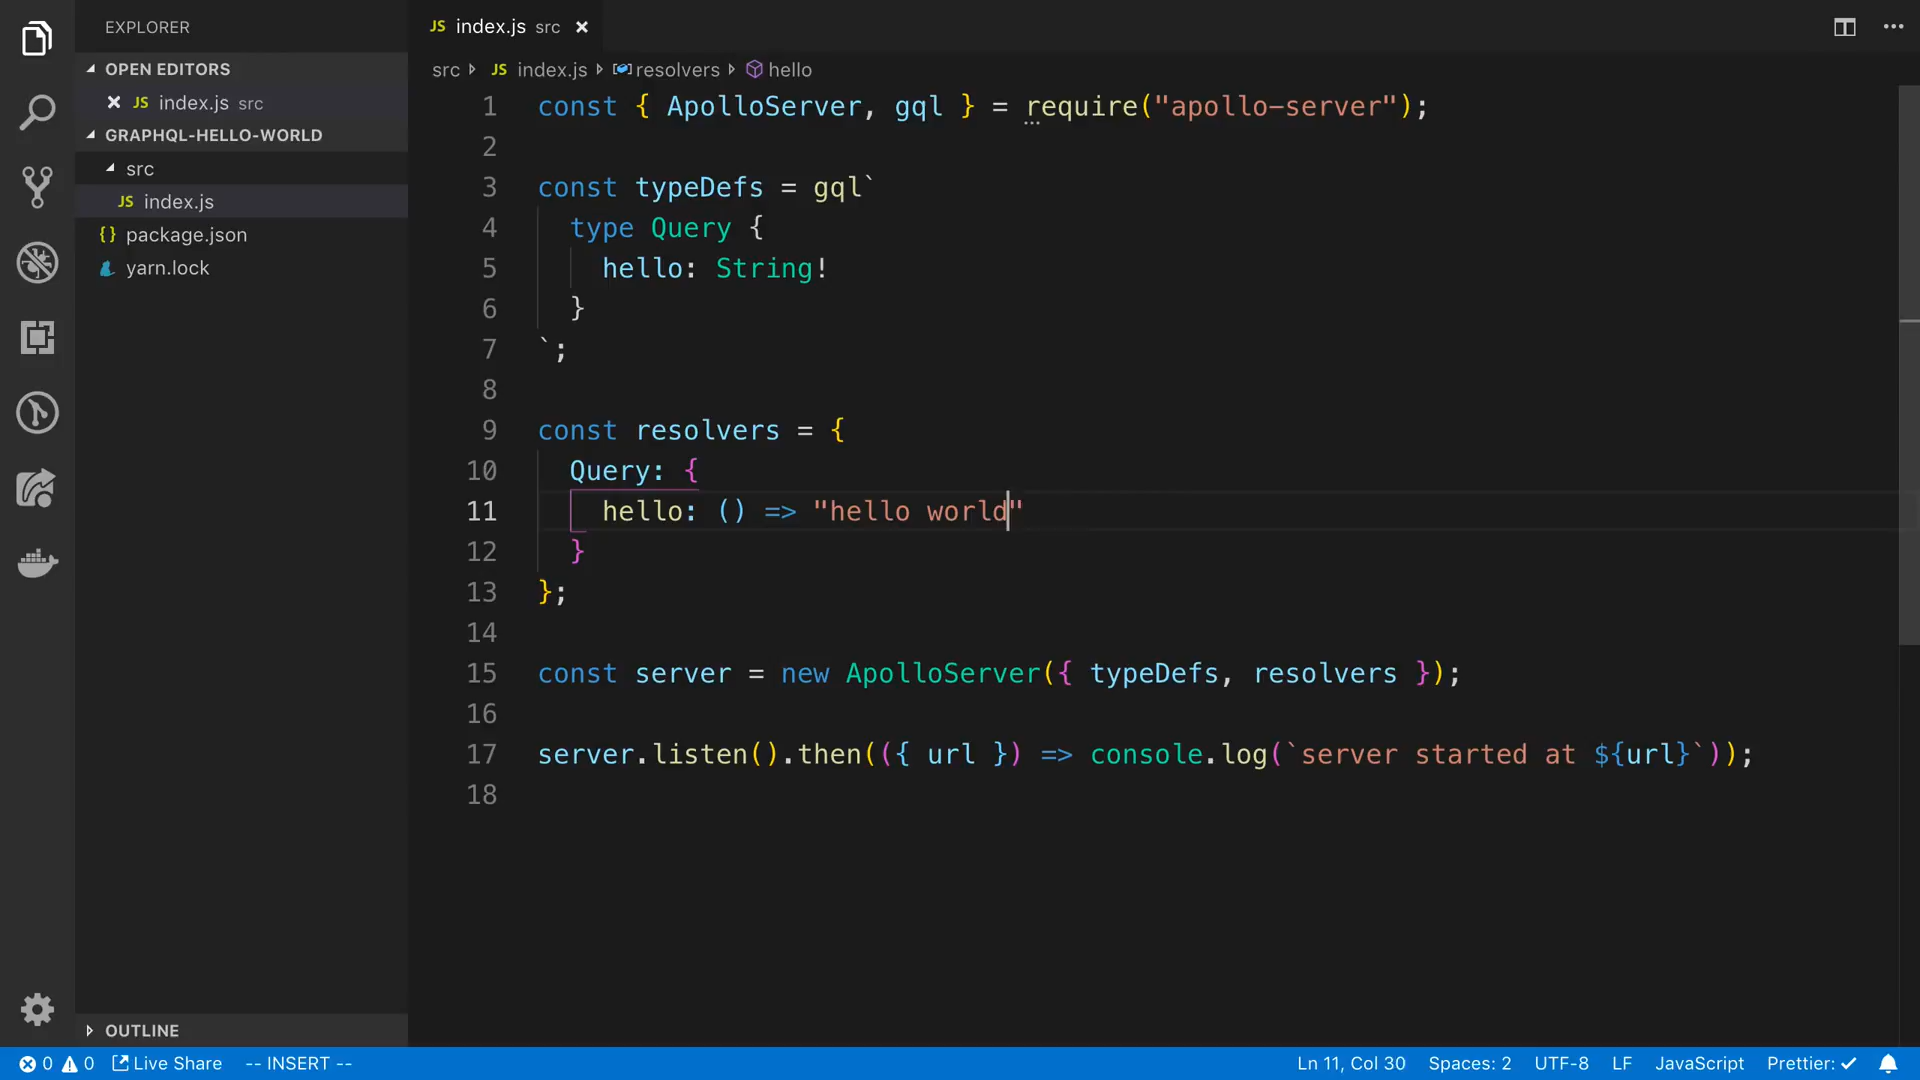 EXPLORER
OPEN EDITORS
JS index.js src
GRAPHQL-HELLO-WORLD
src
JS index.js
{} package.json
yarn.lock
OUTLINE
JS index.js src
src JS index.js resolvers hello
1 const { ApolloServer, gql } = require("apollo-server");
2
3 const typeDefs = gql`
4 type Query {
5 hello: String!
6 }
7 `;
8
9 const resolvers = {
10 Query: {
11 hello: () => "hello world"
12 }
13 };
14
15 const server = new ApolloServer({ typeDefs, resolvers });
16
17 server.listen().then(({ url }) => console.log(`server started at ${url}`));
18
0 0 Live Share -- INSERT -- Ln 11, Col 30 Spaces: 2 UTF-8 LF JavaScript Prettier: ✓